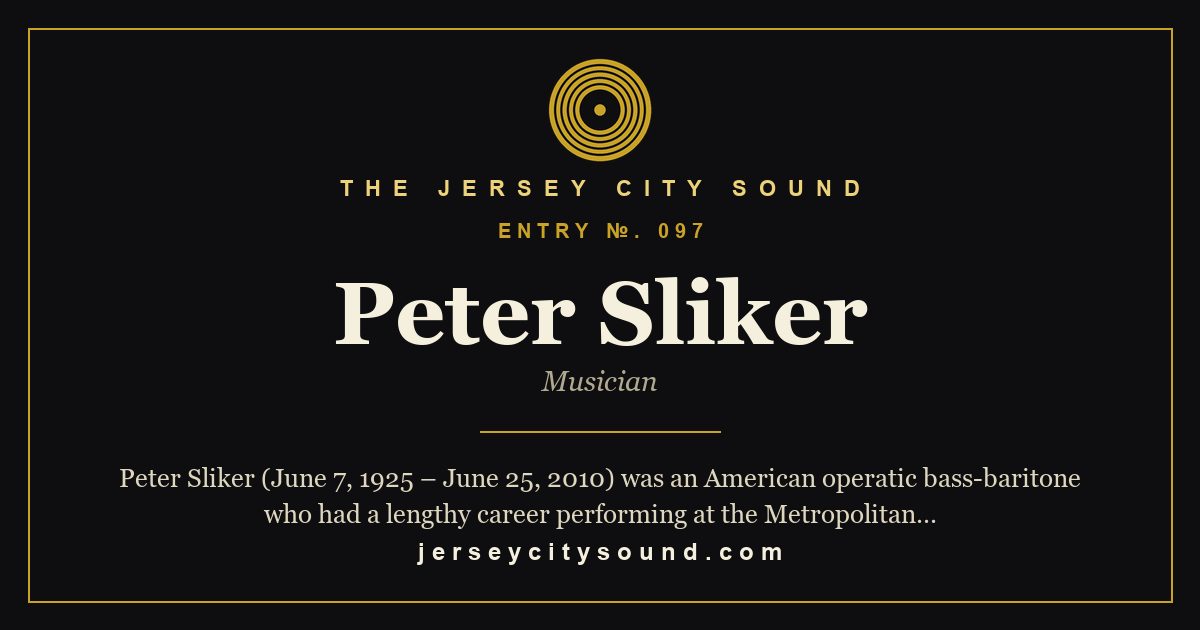 THE JERSEY CITY SOUND
ENTRY №. 097
Peter Sliker
Musician
Peter Sliker (June 7, 1925 – June 25, 2010) was an American operatic bass-baritone
who had a lengthy career performing at the Metropolitan...
jerseycitysound.com